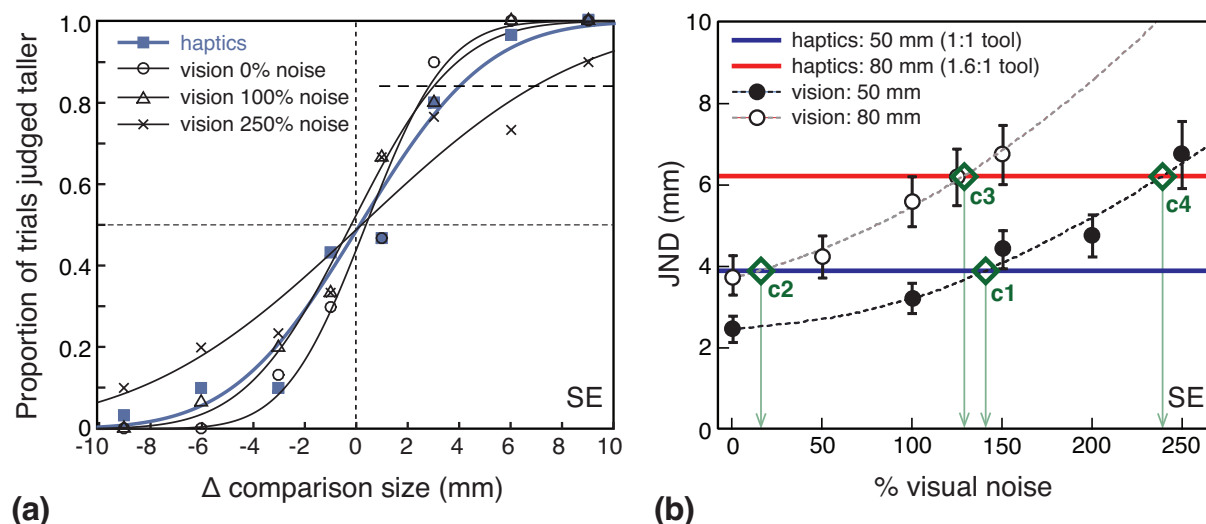 Proportion of trials judged taller
1.0
0.8
0.6
0.4
0.2
0
haptics
vision 0% noise
vision 100% noise
vision 250% noise
SE
-10 -8 -6 -4 -2 0 2 4 6 8 10
Δ comparison size (mm)
(a)
JND (mm)
10
8
6
4
2
0
haptics: 50 mm (1:1 tool)
haptics: 80 mm (1.6:1 tool)
vision: 50 mm
vision: 80 mm
c3
c4
c2
c1
SE
0 50 100 150 200 250
% visual noise
(b)